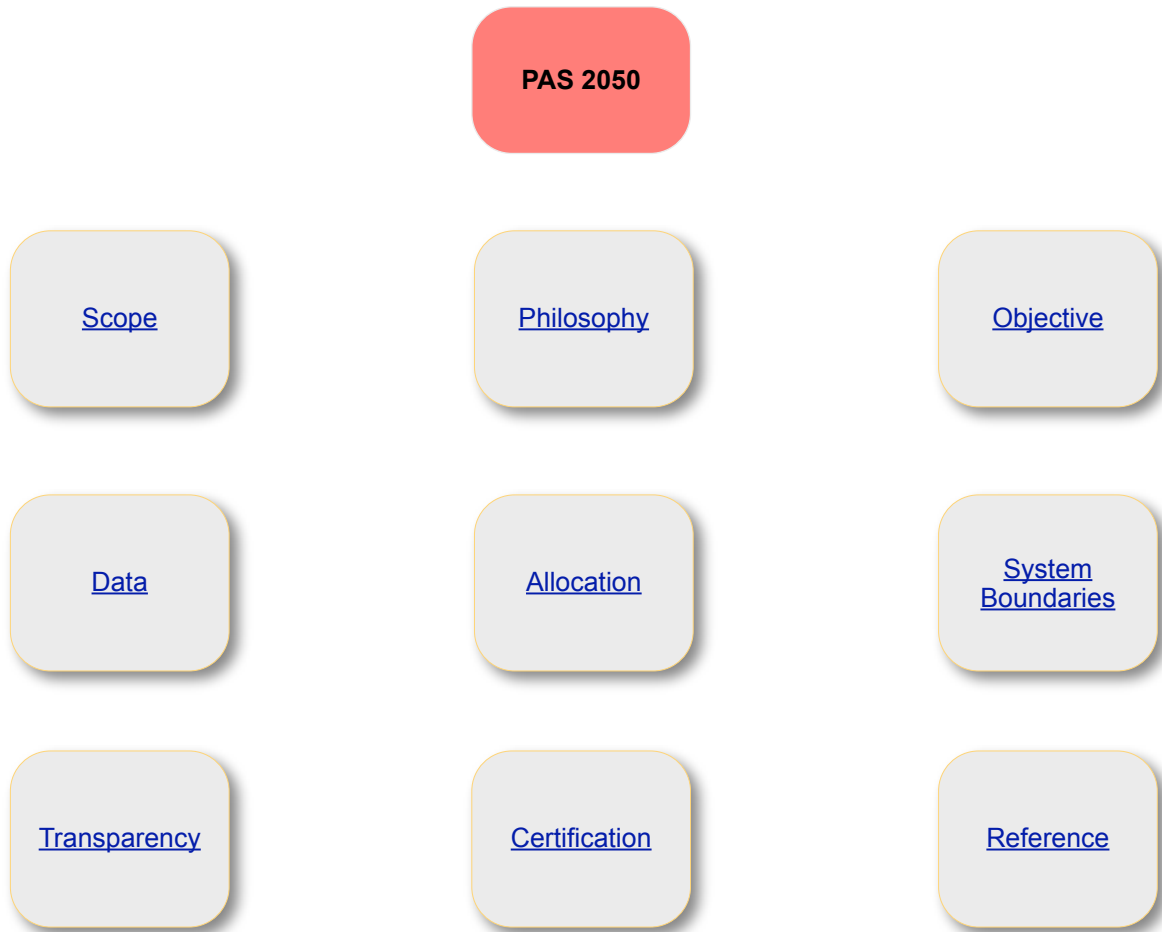 PAS 2050
Scope
Philosophy
Objective
Data
Allocation
System
Boundaries
Transparency
Certification
Reference